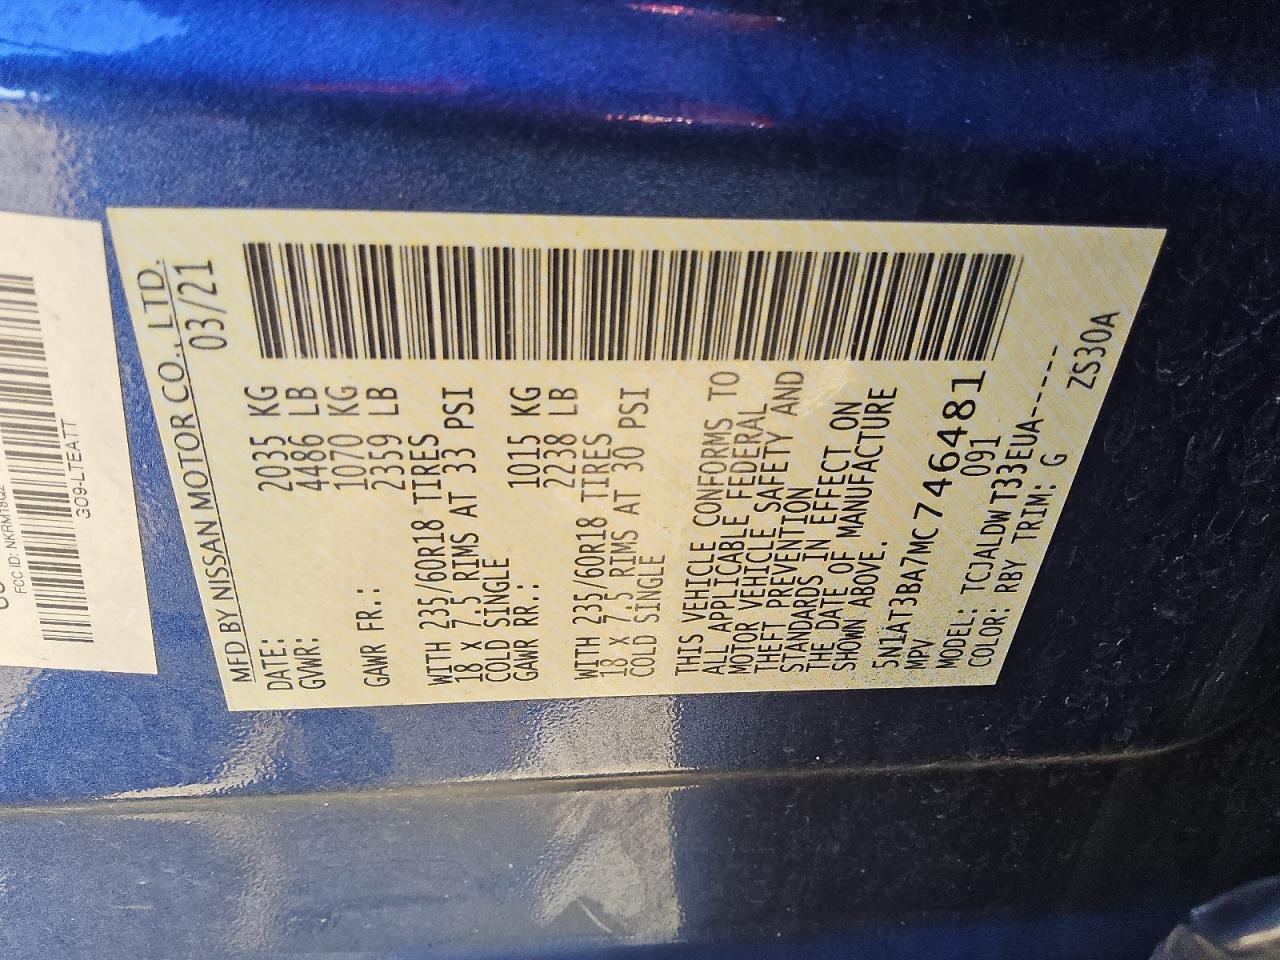 MFD BY NISSAN MOTOR CO., LTD.
DATE: 03/21
GVWR: 2035 KG
4486 LB
GAWR FR.: 1070 KG
2359 LB
WITH 235/60R18 TIRES
18 X 7.5 RIMS AT 33 PSI
COLD SINGLE
GAWR RR.: 1015 KG
2238 LB
WITH 235/60R18 TIRES
18 X 7.5 RIMS AT 30 PSI
COLD SINGLE
THIS VEHICLE CONFORMS TO
ALL APPLICABLE FEDERAL
MOTOR VEHICLE SAFETY AND
THEFT PREVENTION
STANDARDS IN EFFECT ON
THE DATE OF MANUFACTURE
SHOWN ABOVE.
5N1AT3BA7MC746481
MPV 091
MODEL: TCJALDW T33EUA-----
COLOR: RBY TRIM: G
ZS30A
FCC ID:
3O9-LTEATT